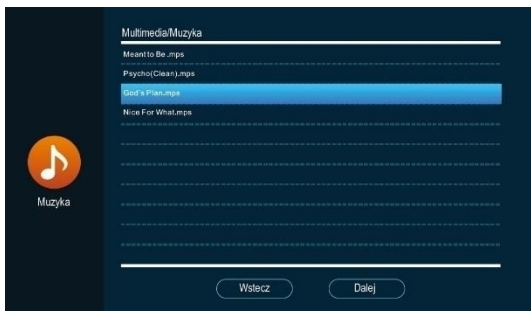 Multimedia/Muzyka
Meant to Be.mps
Psycho(Clean).mps
God's Plan.mps
Nice For What.mps
Muzyka
Wstecz
Dalej